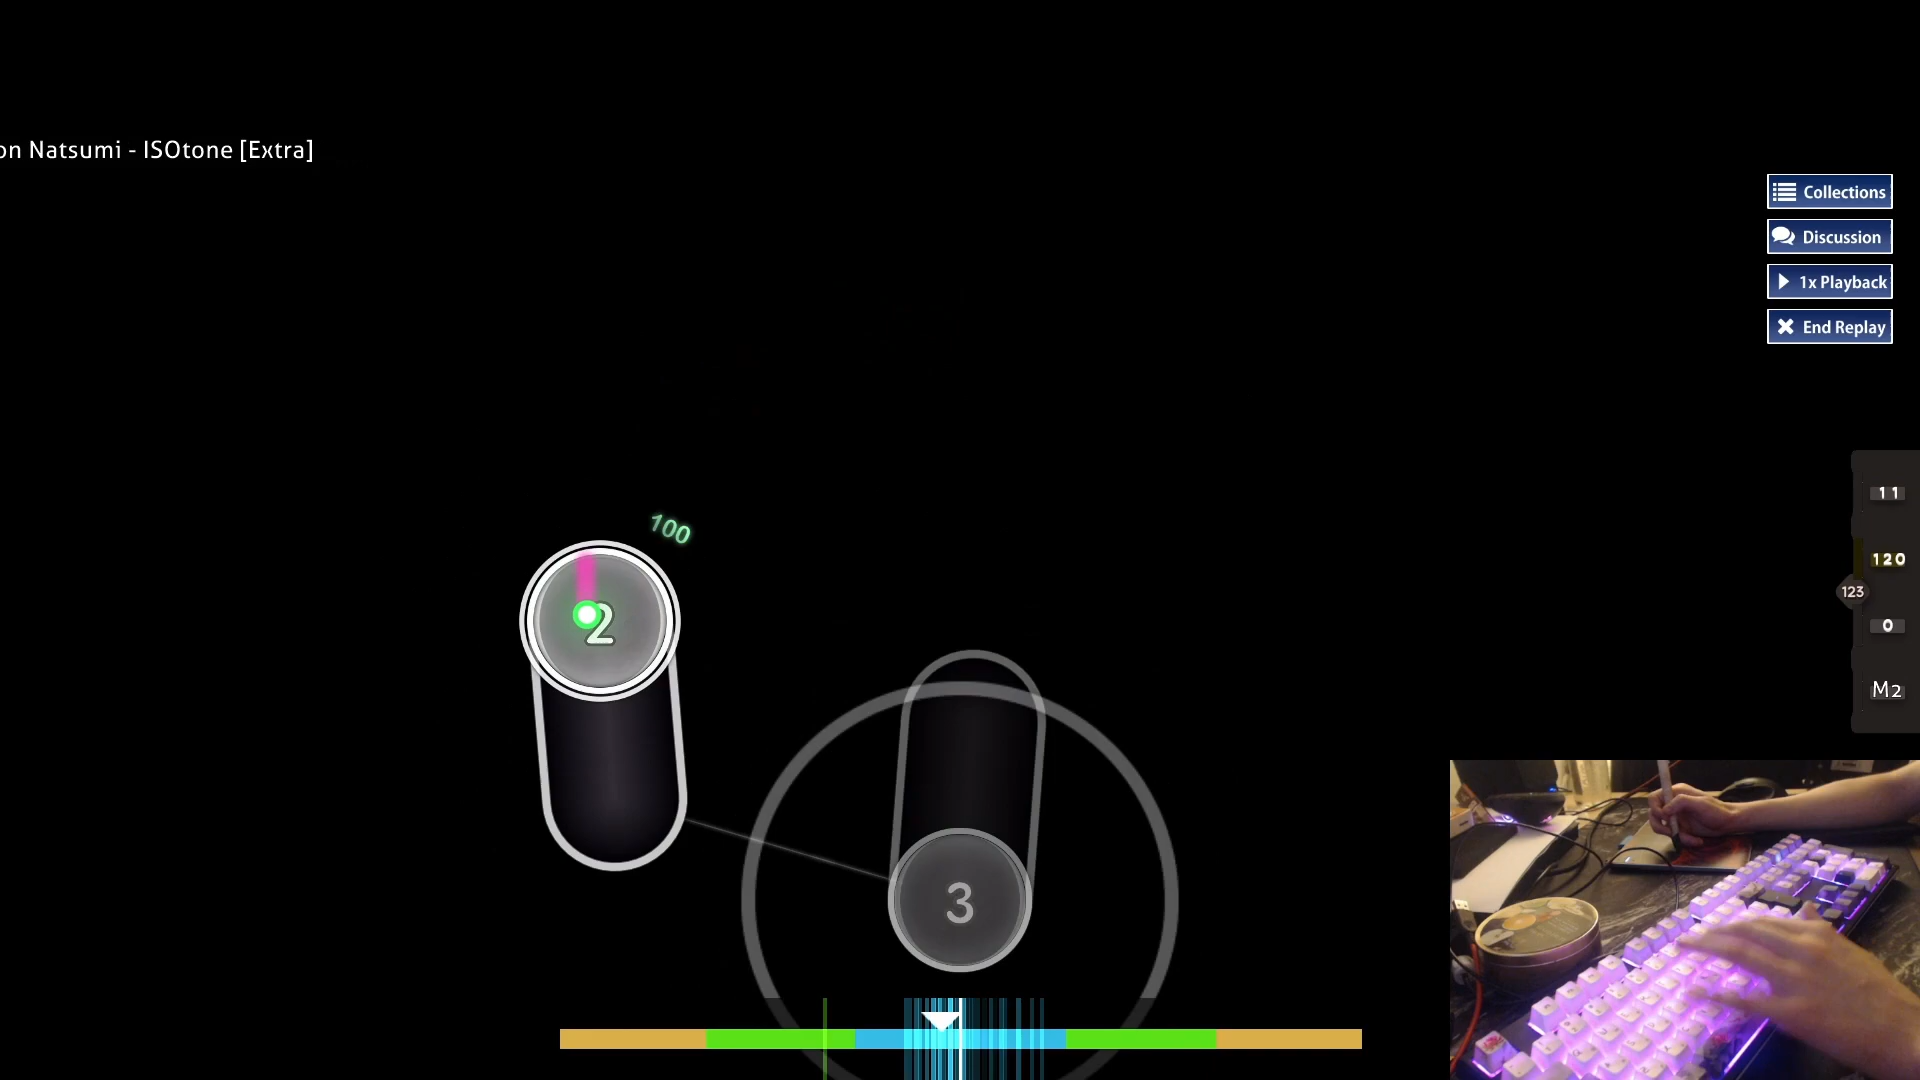 on Natsumi - ISOtone [Extra]
Collections
Discussion
1x Playback
End Replay
11
100
120
123
2
0
M2
3